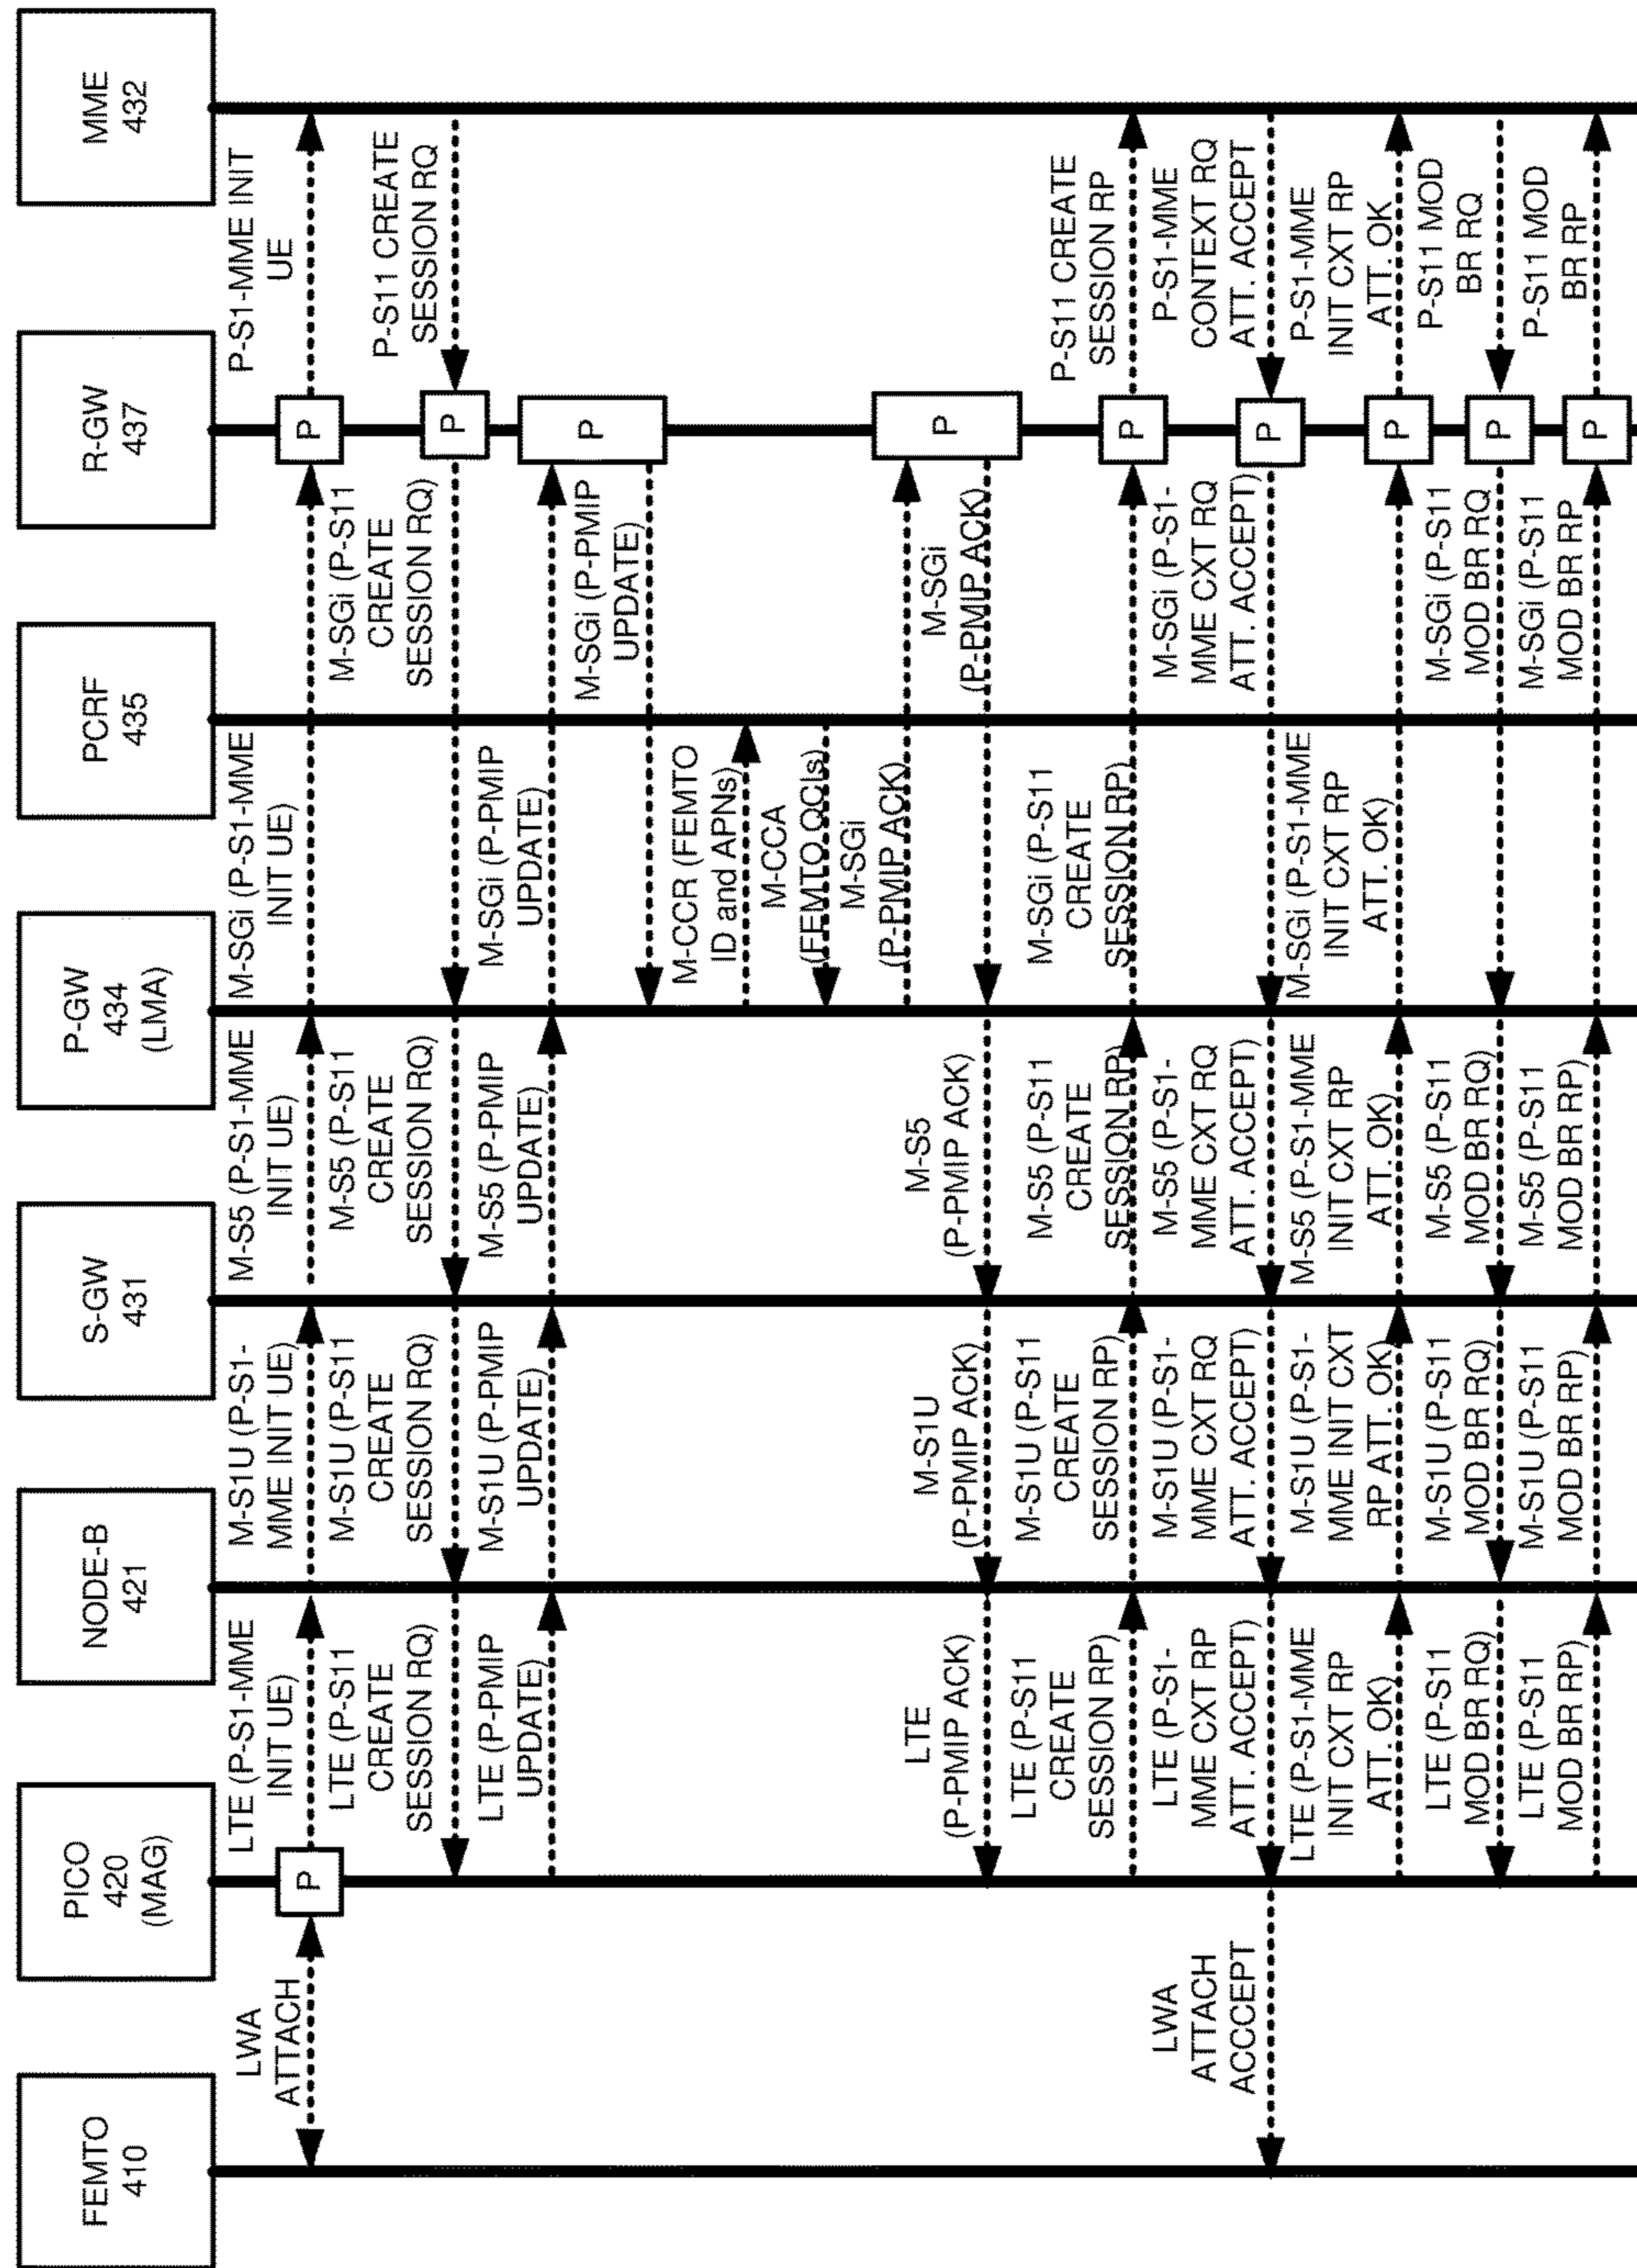 FEMTO
410
PICO
420
(MAG)
NODE-B
421
S-GW
431
P-GW
434
(LMA)
PCRF
435
R-GW
437
MME
432
LWA
ATTACH
P
LTE (P-S1-MME
INIT UE)
M-S1U (P-S1-
MME INIT UE)
M-S5 (P-S1-MME
INIT UE)
M-SGi (P-S1-MME
INIT UE)
P
P-S1-MME INIT
UE
LTE (P-S11
CREATE
SESSION RQ)
M-S1U (P-S11
CREATE
SESSION RQ)
M-S5 (P-S11
CREATE
SESSION RQ)
M-SGi (P-S11
CREATE
SESSION RQ)
P
P-S11 CREATE
SESSION RQ
LTE (P-PMIP
UPDATE)
M-S1U (P-PMIP
UPDATE)
M-S5 (P-PMIP
UPDATE)
M-SGi (P-PMIP
UPDATE)
P
M-SGi (P-PMIP
UPDATE)
M-CCR (FEMTO
ID and APNs)
M-CCA
(FEMTO QCIs)
M-SGi
(P-PMIP ACK)
P
LTE
(P-PMIP ACK)
M-S1U
(P-PMIP ACK)
M-S5
(P-PMIP ACK)
M-SGi
(P-PMIP ACK)
LTE (P-S11
CREATE
SESSION RP)
M-S1U (P-S11
CREATE
SESSION RP)
M-S5 (P-S11
CREATE
SESSION RP)
M-SGi (P-S11
CREATE
SESSION RP)
P
P-S11 CREATE
SESSION RP
LWA
ATTACH
ACCCEPT
LTE (P-S1-
MME CXT RP
ATT. ACCEPT)
M-S1U (P-S1-
MME CXT RQ
ATT. ACCEPT)
M-S5 (P-S1-
MME CXT RQ
ATT. ACCEPT)
M-SGi (P-S1-
MME CXT RQ
ATT. ACCEPT)
P
P-S1-MME
CONTEXT RQ
ATT. ACCEPT
LTE (P-S1-MME
INIT CXT RP
ATT. OK)
M-S1U (P-S1-
MME INIT CXT
RP ATT. OK)
M-S5 (P-S1-MME
INIT CXT RP
ATT. OK)
M-SGi (P-S1-MME
INIT CXT RP
ATT. OK)
P
P-S1-MME
INIT CXT RP
ATT. OK
LTE (P-S11
MOD BR RQ)
M-S1U (P-S11
MOD BR RQ)
M-S5 (P-S11
MOD BR RQ)
M-SGi (P-S11
MOD BR RQ
P
P-S11 MOD
BR RQ
LTE (P-S11
MOD BR RP)
M-S1U (P-S11
MOD BR RP)
M-S5 (P-S11
MOD BR RP)
M-SGi (P-S11
MOD BR RP
P
P-S11 MOD
BR RP